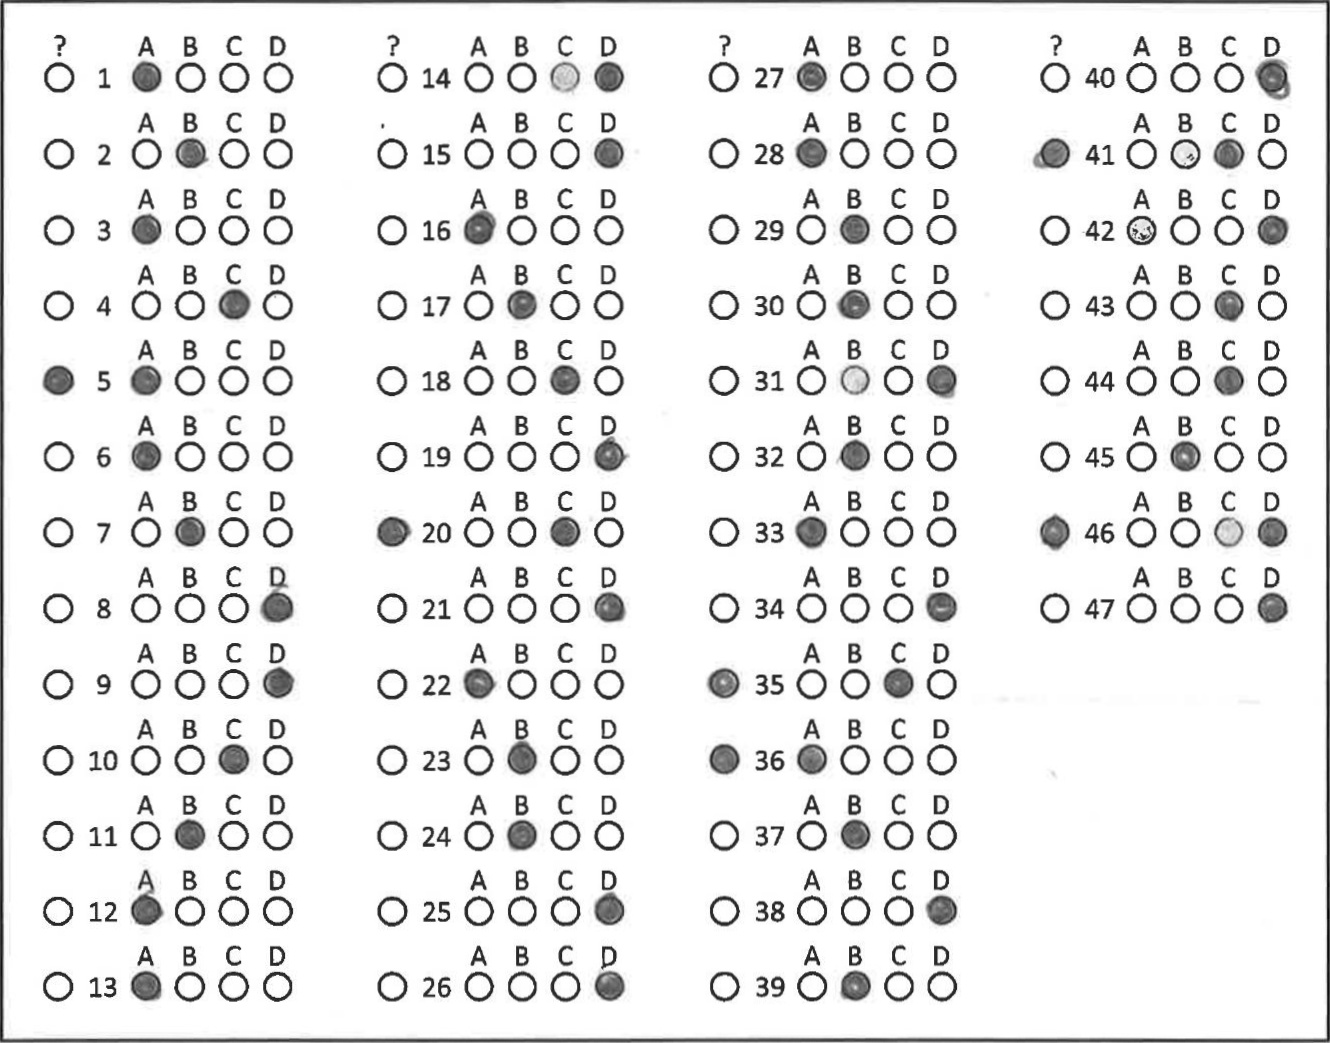 ? A B C D
1
A B C D
2
A B C D
3
A B C D
4
A B C D
5
A B C D
6
A B C D
7
A B C D
8
A B C D
9
A B C D
10
A B C D
11
A B C D
12
A B C D
13
? A B C D
14
A B C D
15
A B C D
16
A B C D
17
A B C D
18
A B C D
19
A B C D
20
A B C D
21
A B C D
22
A B C D
23
A B C D
24
A B C D
25
A B C D
26
? A B C D
27
A B C D
28
A B C D
29
A B C D
30
A B C D
31
A B C D
32
A B C D
33
A B C D
34
A B C D
35
A B C D
36
A B C D
37
A B C D
38
A B C D
39
? A B C D
40
A B C D
41
A B C D
42
A B C D
43
A B C D
44
A B C D
45
A B C D
46
A B C D
47